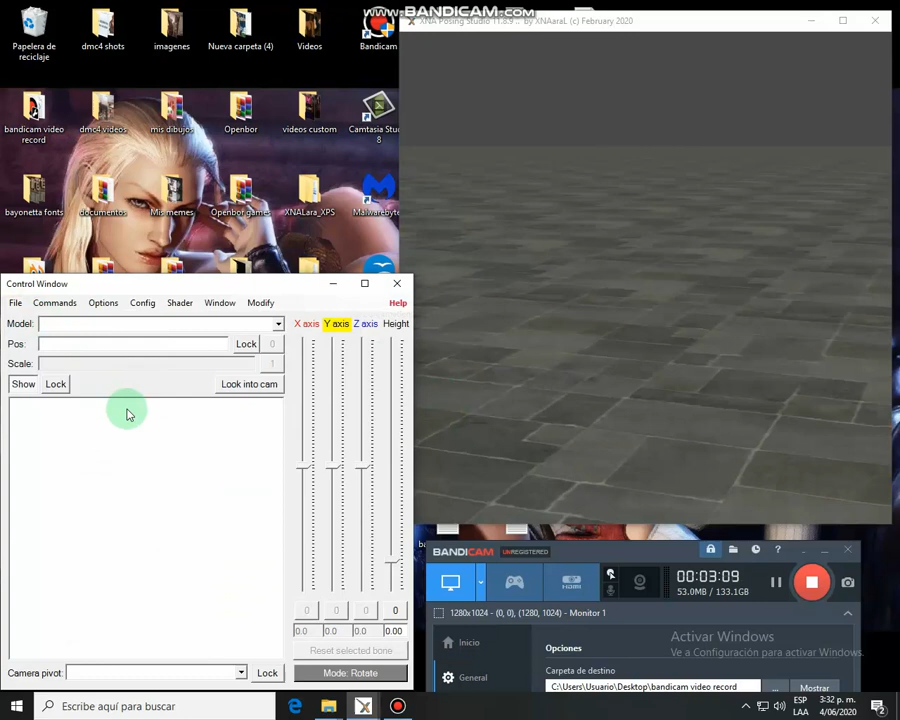 www.BANDICAM.com
Papelera de
reciclaje
dmc4 shots
imagenes
Nueva carpeta (4)
Videos
Bandicam
bandicam video
record
dmc4 videos
mis dibujos
Openbor
videos custom
Camtasia Stu
8
bayonetta fonts
documentos
Mis memes
Openbor games
XNALara_XPS
Malwarebyte
XNA Posing Studio 11.8.9 :: by XNAaraL (c) February 2020
Control Window
File
Commands
Options
Config
Shader
Window
Modify
Help
Model:
X axis
Y axis
Z axis
Height
Pos:
Lock
0
Scale:
1
Show
Lock
Look into cam
0
0
0
0
0.0
0.0
0.0
0.00
Reset selected bone
Camera pivot:
Lock
Mode: Rotate
BANDICAM
UNREGISTERED
HDMI
00:03:09
53.0MB / 133.1GB
1280x1024 - (0, 0), (1280, 1024) - Monitor 1
Inicio
General
Opciones
Carpeta de destino
C:\Users\Usuario\Desktop\bandicam video record
...
Mostrar
Activar Windows
Ve a Configuración para activar Windows.
Escribe aquí para buscar
ESP
LAA
3:32 p. m.
4/06/2020
2